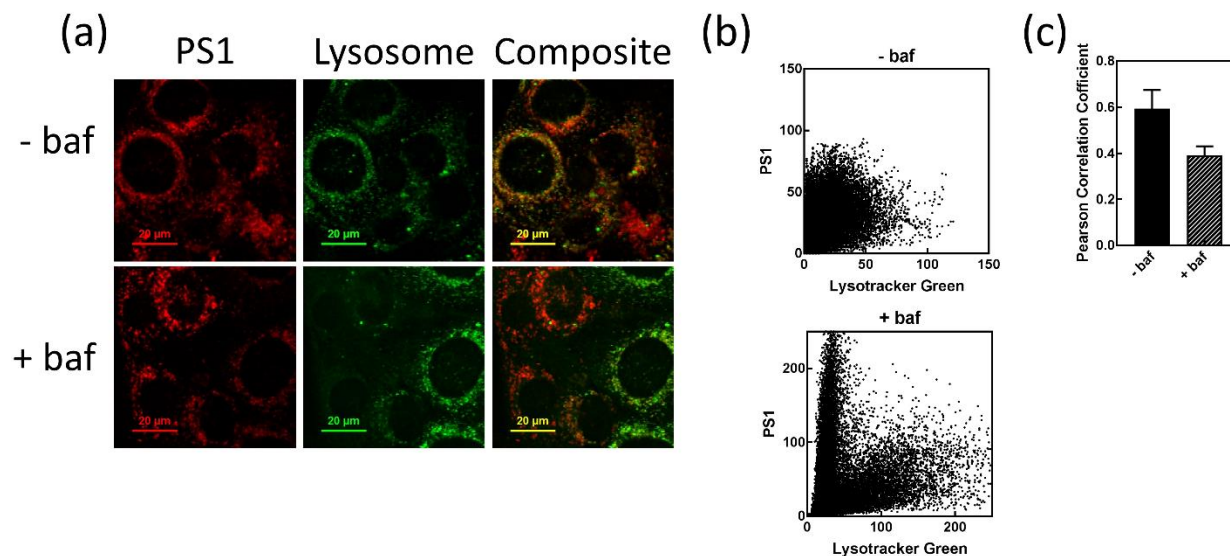 (a)
PS1 Lysosome Composite
- baf
20 µm 20 µm 20 µm
+ baf
20 µm 20 µm 20 µm
(b)
- baf
150
100
50
0
PS1
0 50 100 150
Lysotracker Green
+ baf
200
100
0
PS1
0 100 200
Lysotracker Green
(c)
0.8
0.6
0.4
0.2
0.0
Pearson Correlation Cofficient
- baf
+ baf